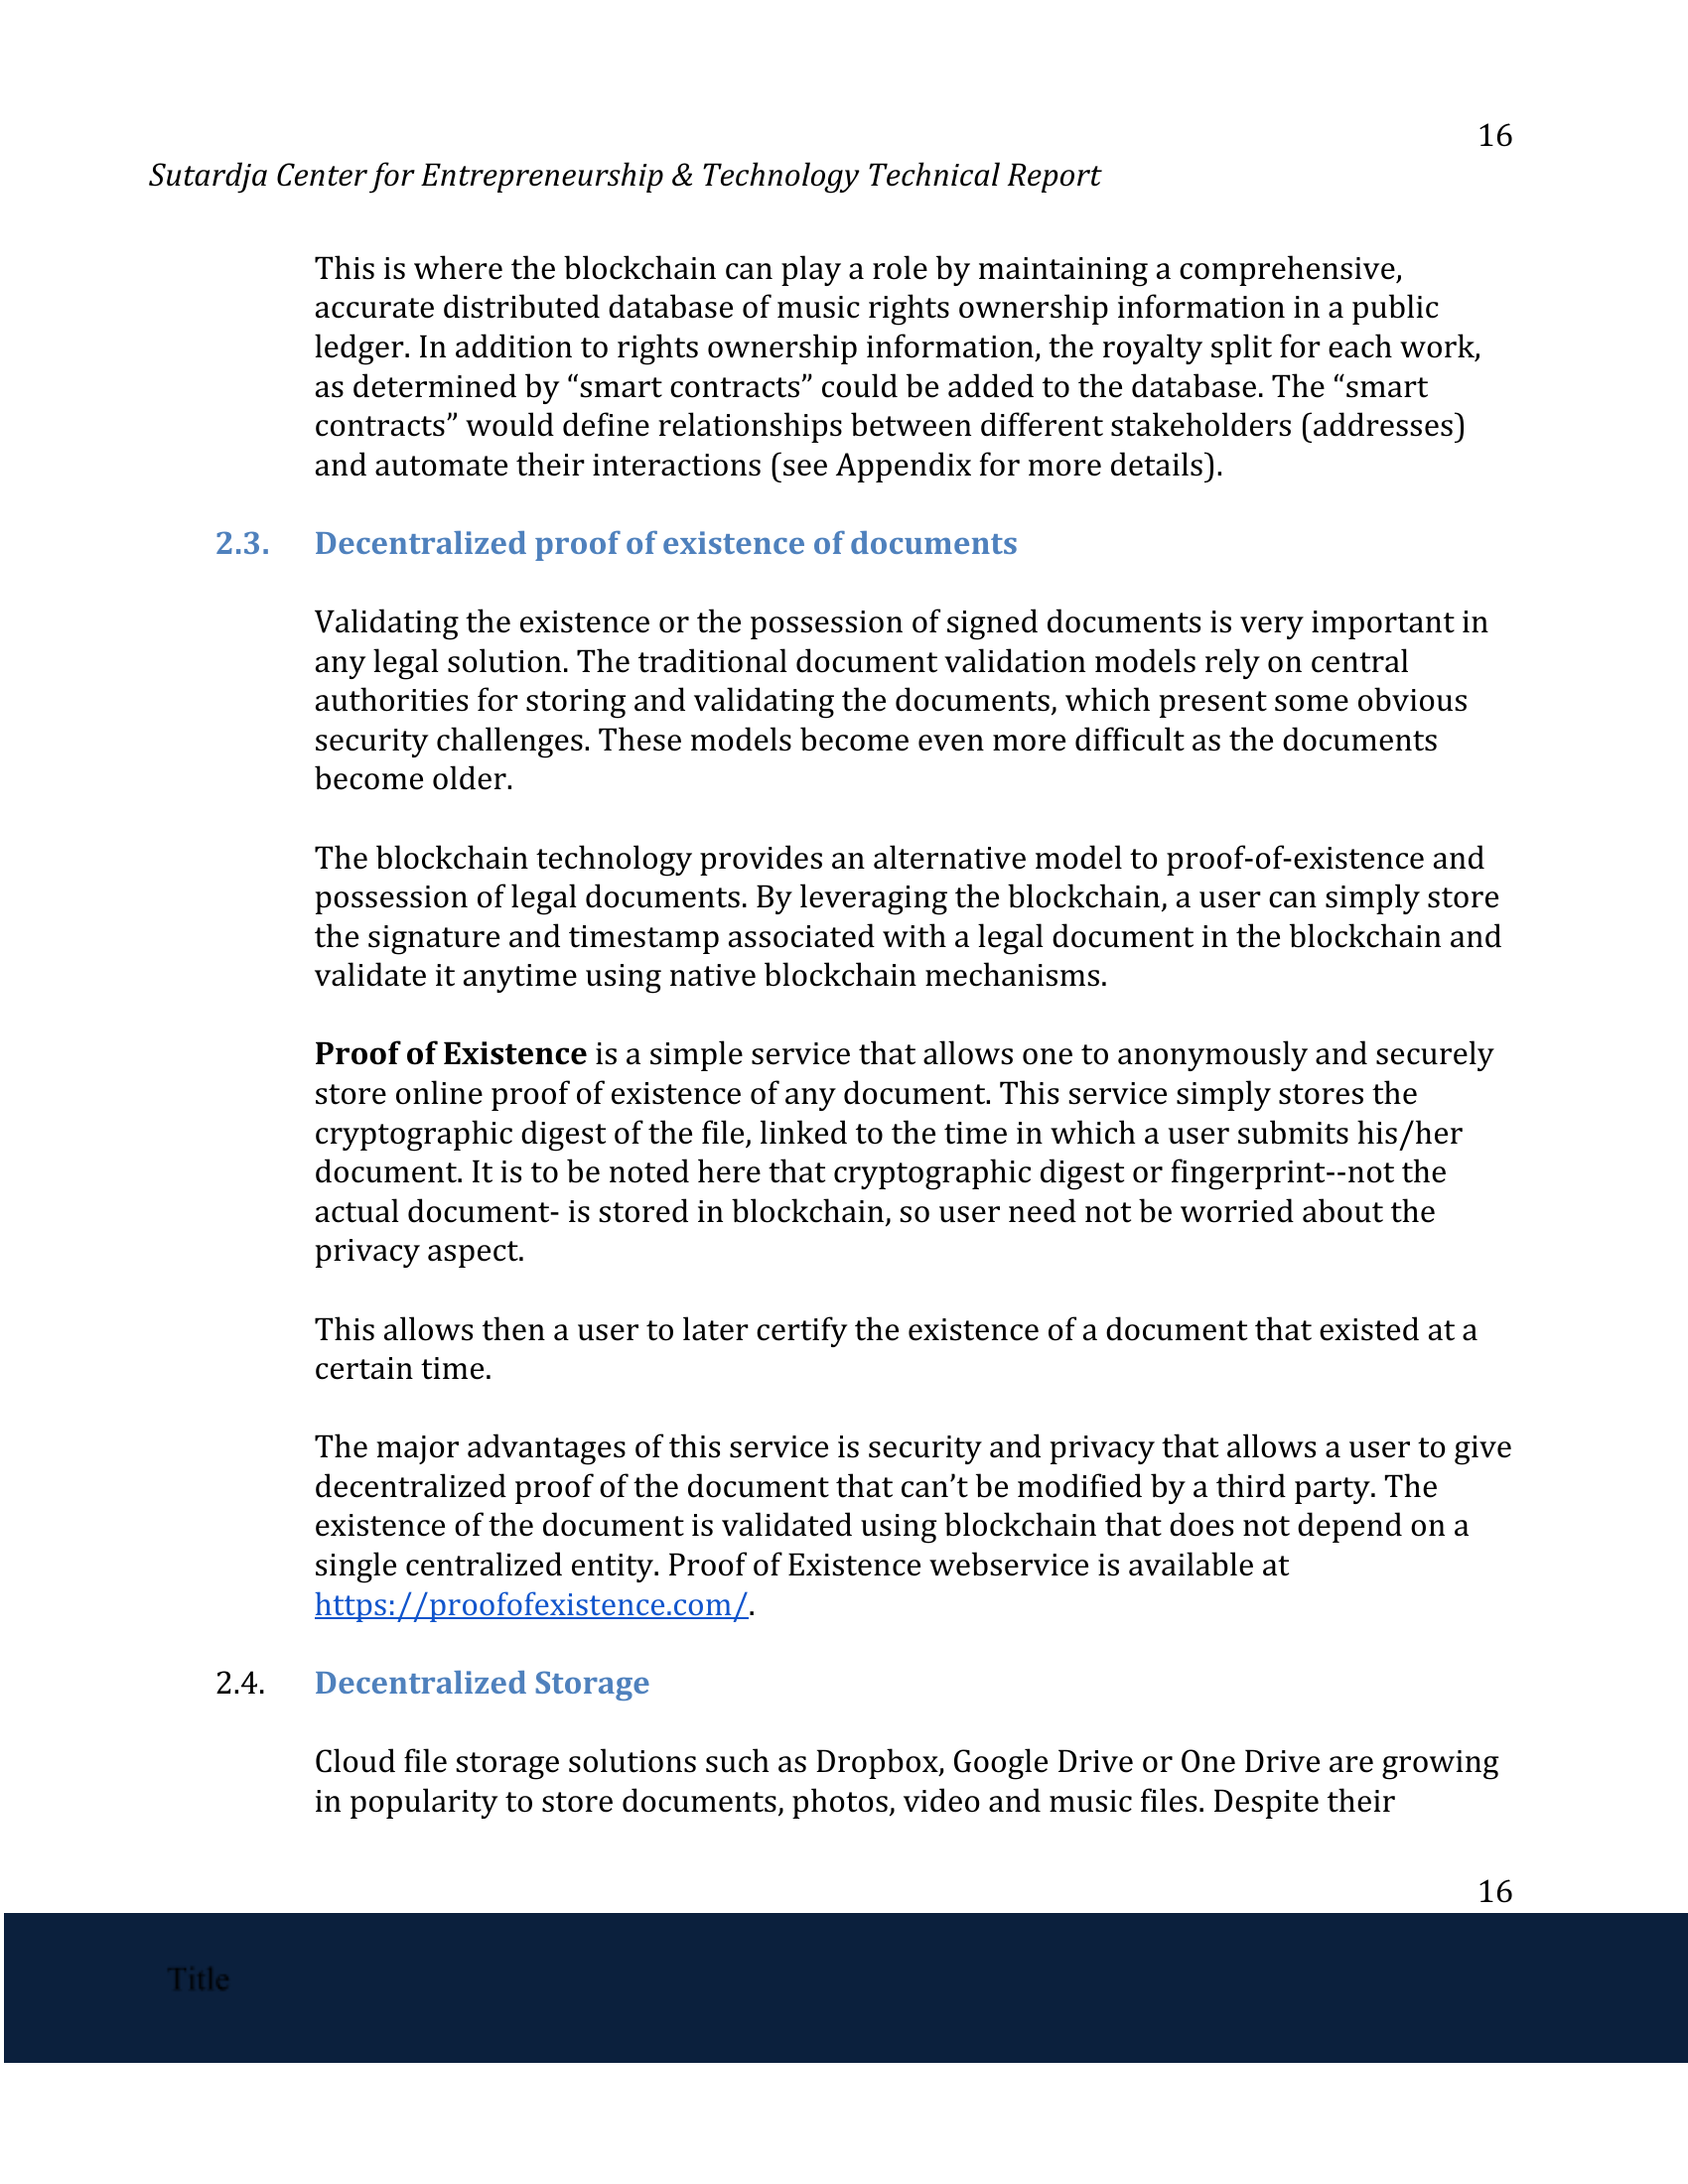 16
Sutardja Center for Entrepreneurship & Technology Technical Report
This is where the blockchain can play a role by maintaining a comprehensive,
accurate distributed database of music rights ownership information in a public
ledger. In addition to rights ownership information, the royalty split for each work,
as determined by “smart contracts” could be added to the database. The “smart
contracts” would define relationships between different stakeholders (addresses)
and automate their interactions (see Appendix for more details).
2.3. Decentralized proof of existence of documents
Validating the existence or the possession of signed documents is very important in
any legal solution. The traditional document validation models rely on central
authorities for storing and validating the documents, which present some obvious
security challenges. These models become even more difficult as the documents
become older.
The blockchain technology provides an alternative model to proof-of-existence and
possession of legal documents. By leveraging the blockchain, a user can simply store
the signature and timestamp associated with a legal document in the blockchain and
validate it anytime using native blockchain mechanisms.
Proof of Existence is a simple service that allows one to anonymously and securely
store online proof of existence of any document. This service simply stores the
cryptographic digest of the file, linked to the time in which a user submits his/her
document. It is to be noted here that cryptographic digest or fingerprint--not the
actual document- is stored in blockchain, so user need not be worried about the
privacy aspect.
This allows then a user to later certify the existence of a document that existed at a
certain time.
The major advantages of this service is security and privacy that allows a user to give
decentralized proof of the document that can’t be modified by a third party. The
existence of the document is validated using blockchain that does not depend on a
single centralized entity. Proof of Existence webservice is available at
https://proofofexistence.com/.
2.4. Decentralized Storage
Cloud file storage solutions such as Dropbox, Google Drive or One Drive are growing
in popularity to store documents, photos, video and music files. Despite their
16
Title